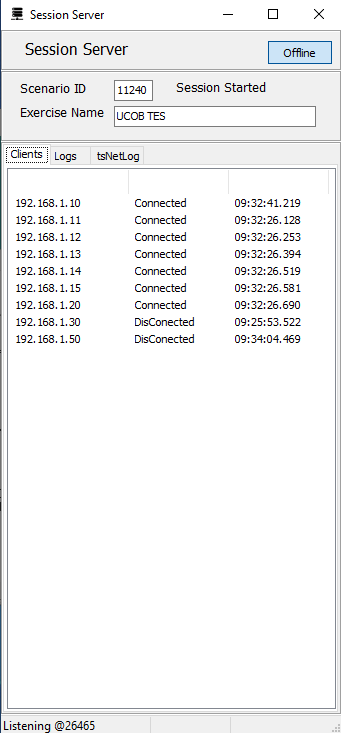 Session Server
Session Server Offline
Scenario ID 11240 Session Started
Exercise Name UCOB TES
Clients Logs tsNetLog
192.168.1.10 Connected 09:32:41.219
192.168.1.11 Connected 09:32:26.128
192.168.1.12 Connected 09:32:26.253
192.168.1.13 Connected 09:32:26.394
192.168.1.14 Connected 09:32:26.519
192.168.1.15 Connected 09:32:26.581
192.168.1.20 Connected 09:32:26.690
192.168.1.30 DisConected 09:25:53.522
192.168.1.50 DisConected 09:34:04.469
Listening @26465